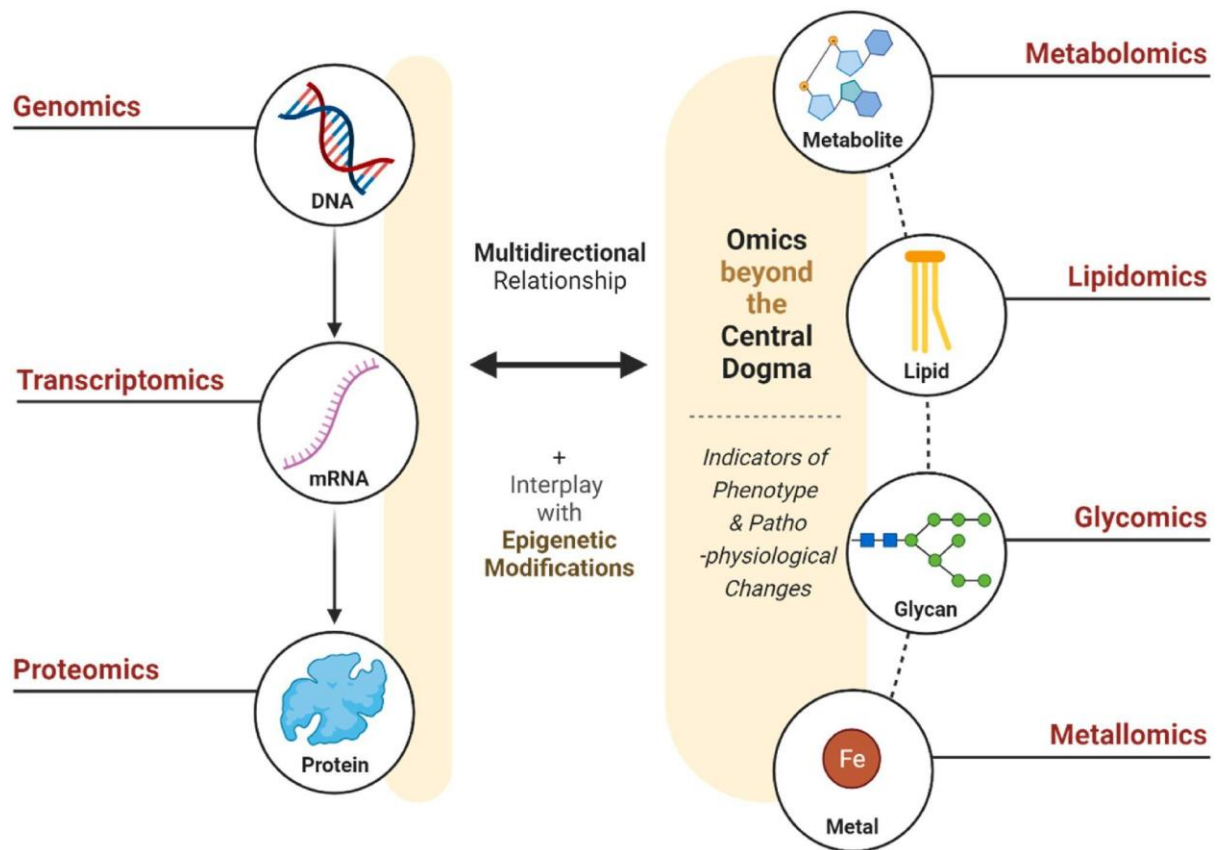 Genomics
DNA
Transcriptomics
mRNA
Proteomics
Protein
Multidirectional
Relationship
+
Interplay
with
Epigenetic
Modifications
Omics
beyond
the
Central
Dogma
Indicators of
Phenotype
& Patho
-physiological
Changes
Metabolomics
Metabolite
Lipidomics
Lipid
Glycomics
Glycan
Metallomics
Fe
Metal